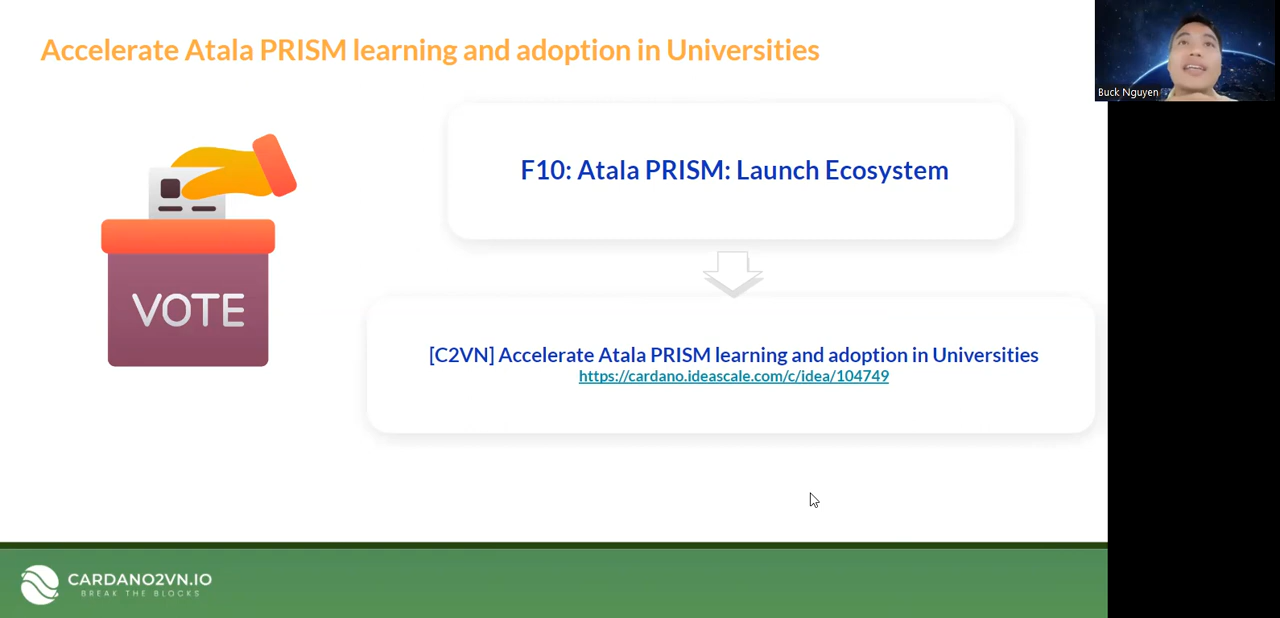 Accelerate Atala PRISM learning and adoption in Universities
Buck Nguyen
F10: Atala PRISM: Launch Ecosystem
VOTE
[C2VN] Accelerate Atala PRISM learning and adoption in Universities
https://cardano.ideascale.com/c/idea/104749
CARDANO2VN.IO
BREAK THE BLOCKS